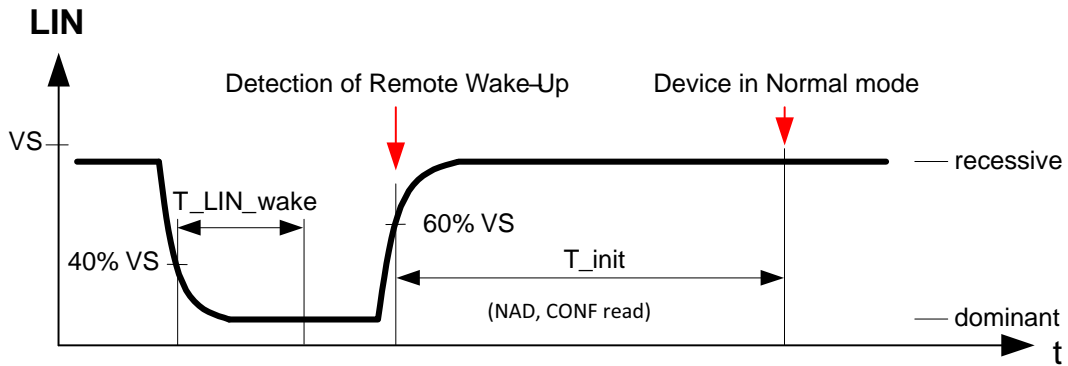 LIN
Detection of Remote Wake-Up
Device in Normal mode
VS
recessive
T_LIN_wake
60% VS
40% VS
T_init
(NAD, CONF read)
dominant
t